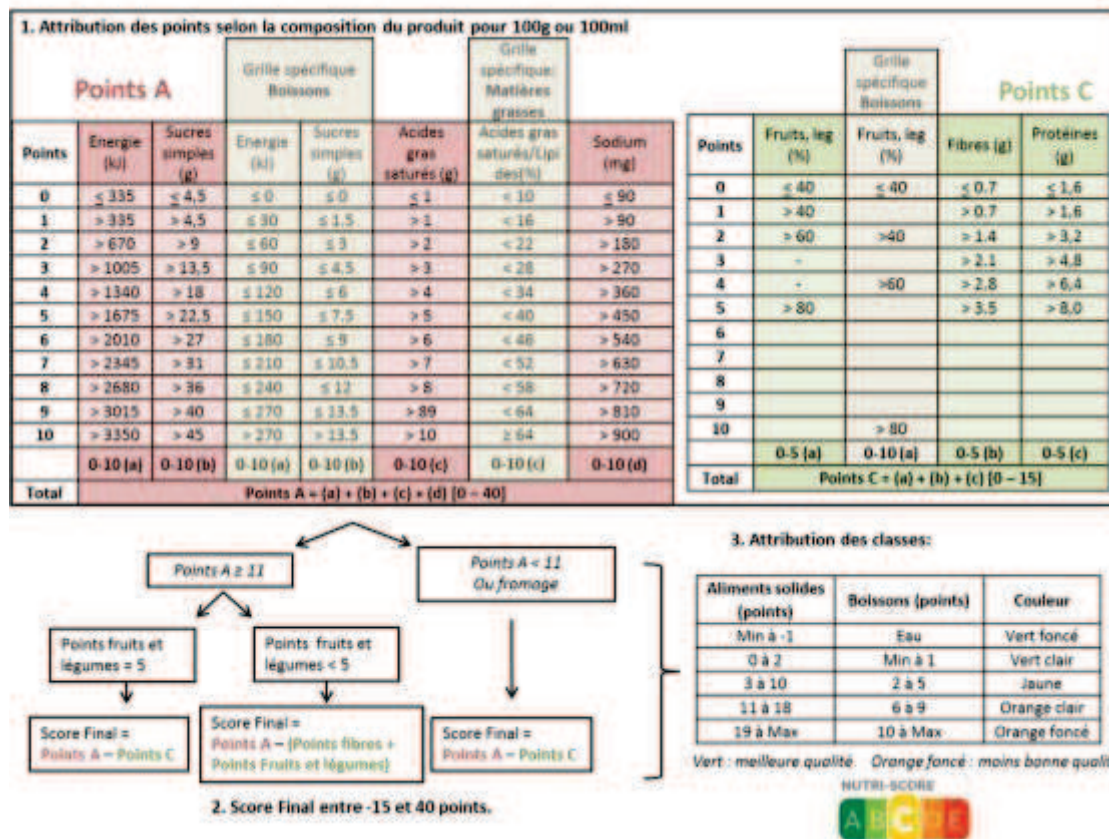 1. Attribution des points selon la composition du produit pour 100g ou 100ml
Points A
Grille spécifique Boissons
Grille spécifique: Matières grasses
Points Energie (kJ) Sucres simples (g) Energie (kJ) Sucres simples (g) Acides gras saturés (g) Acides gras saturés/Lipides(%) Sodium (mg)
0 ≤ 335 ≤ 4,5 ≤ 0 ≤ 0 ≤ 1 < 10 ≤ 90
1 > 335 > 4,5 ≤ 30 ≤ 1.5 > 1 < 16 > 90
2 > 670 > 9 ≤ 60 ≤ 3 > 2 < 22 > 180
3 > 1005 > 13,5 ≤ 90 ≤ 4.5 > 3 < 28 > 270
4 > 1340 > 18 ≤ 120 ≤ 6 > 4 < 34 > 360
5 > 1675 > 22,5 ≤ 150 ≤ 7.5 > 5 < 40 > 450
6 > 2010 > 27 ≤ 180 ≤ 9 > 6 < 46 > 540
7 > 2345 > 31 ≤ 210 ≤ 10.5 > 7 < 52 > 630
8 > 2680 > 36 ≤ 240 ≤ 12 > 8 < 58 > 720
9 > 3015 > 40 ≤ 270 ≤ 13.5 > 89 < 64 > 810
10 > 3350 > 45 > 270 > 13.5 > 10 ≥ 64 > 900
0-10 (a) 0-10 (b) 0-10 (a) 0-10 (b) 0-10 (c) 0-10 (c) 0-10 (d)
Total Points A = (a) + (b) + (c) + (d) [0 – 40]
Grille spécifique Boissons
Points C
Points Fruits, leg (%) Fruits, leg (%) Fibres (g) Protéines (g)
0 ≤ 40 ≤ 40 ≤ 0.7 ≤ 1,6
1 > 40 > 0.7 > 1,6
2 > 60 >40 > 1.4 > 3,2
3 - > 2.1 > 4,8
4 - >60 > 2.8 > 6,4
5 > 80 > 3.5 > 8,0
6
7
8
9
10 > 80
0-5 (a) 0-10 (a) 0-5 (b) 0-5 (c)
Total Points C = (a) + (b) + (c) [0 – 15]
Points A ≥ 11
Points A < 11
Ou fromage
Points fruits et
légumes = 5
Points fruits et
légumes < 5
Score Final =
Points A – Points C
Score Final =
Points A – (Points fibres +
Points Fruits et légumes)
Score Final =
Points A – Points C
2. Score Final entre -15 et 40 points.
3. Attribution des classes:
Aliments solides (points) Boissons (points) Couleur
Min à -1 Eau Vert foncé
0 à 2 Min à 1 Vert clair
3 à 10 2 à 5 Jaune
11 à 18 6 à 9 Orange clair
19 à Max 10 à Max Orange foncé
Vert : meilleure qualité Orange foncé : moins bonne qualit
NUTRI-SCORE
A B C D E